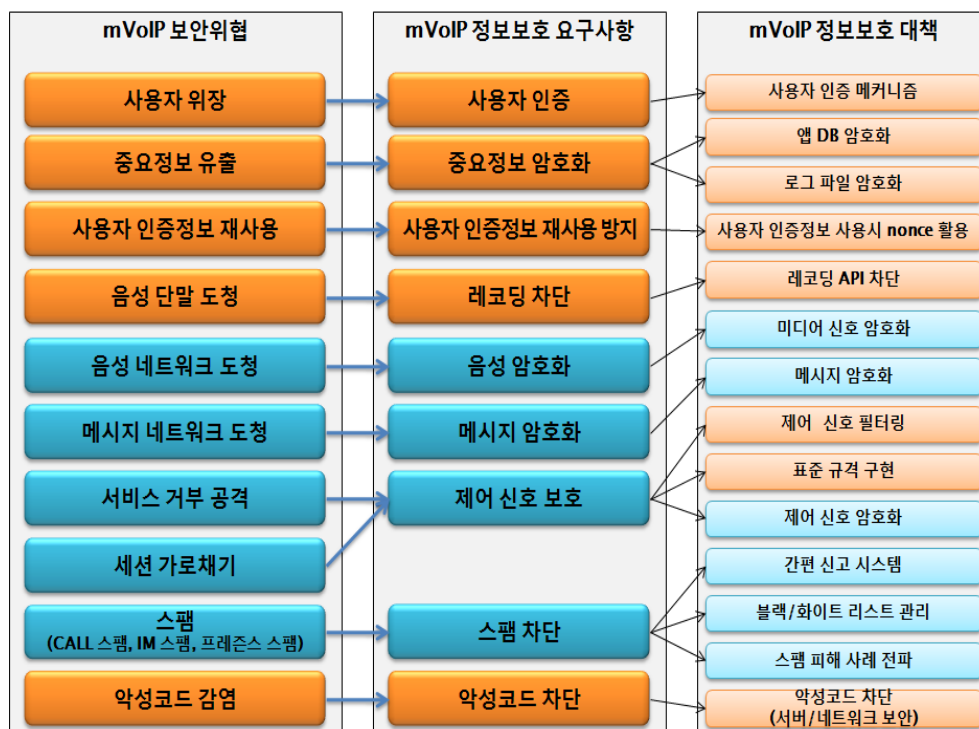 mVoIP 보안위협
사용자 위장
중요정보 유출
사용자 인증정보 재사용
음성 단말 도청
음성 네트워크 도청
메시지 네트워크 도청
서비스 거부 공격
세션 가로채기
스팸
(CALL 스팸, IM 스팸, 프레즌스 스팸)
악성코드 감염
mVoIP 정보보호 요구사항
사용자 인증
중요정보 암호화
사용자 인증정보 재사용 방지
레코딩 차단
음성 암호화
메시지 암호화
제어 신호 보호
스팸 차단
악성코드 차단
mVoIP 정보보호 대책
사용자 인증 메커니즘
앱 DB 암호화
로그 파일 암호화
사용자 인증정보 사용시 nonce 활용
레코딩 API 차단
미디어 신호 암호화
메시지 암호화
제어 신호 필터링
표준 규격 구현
제어 신호 암호화
간편 신고 시스템
블랙/화이트 리스트 관리
스팸 피해 사례 전파
악성코드 차단
(서버/네트워크 보안)